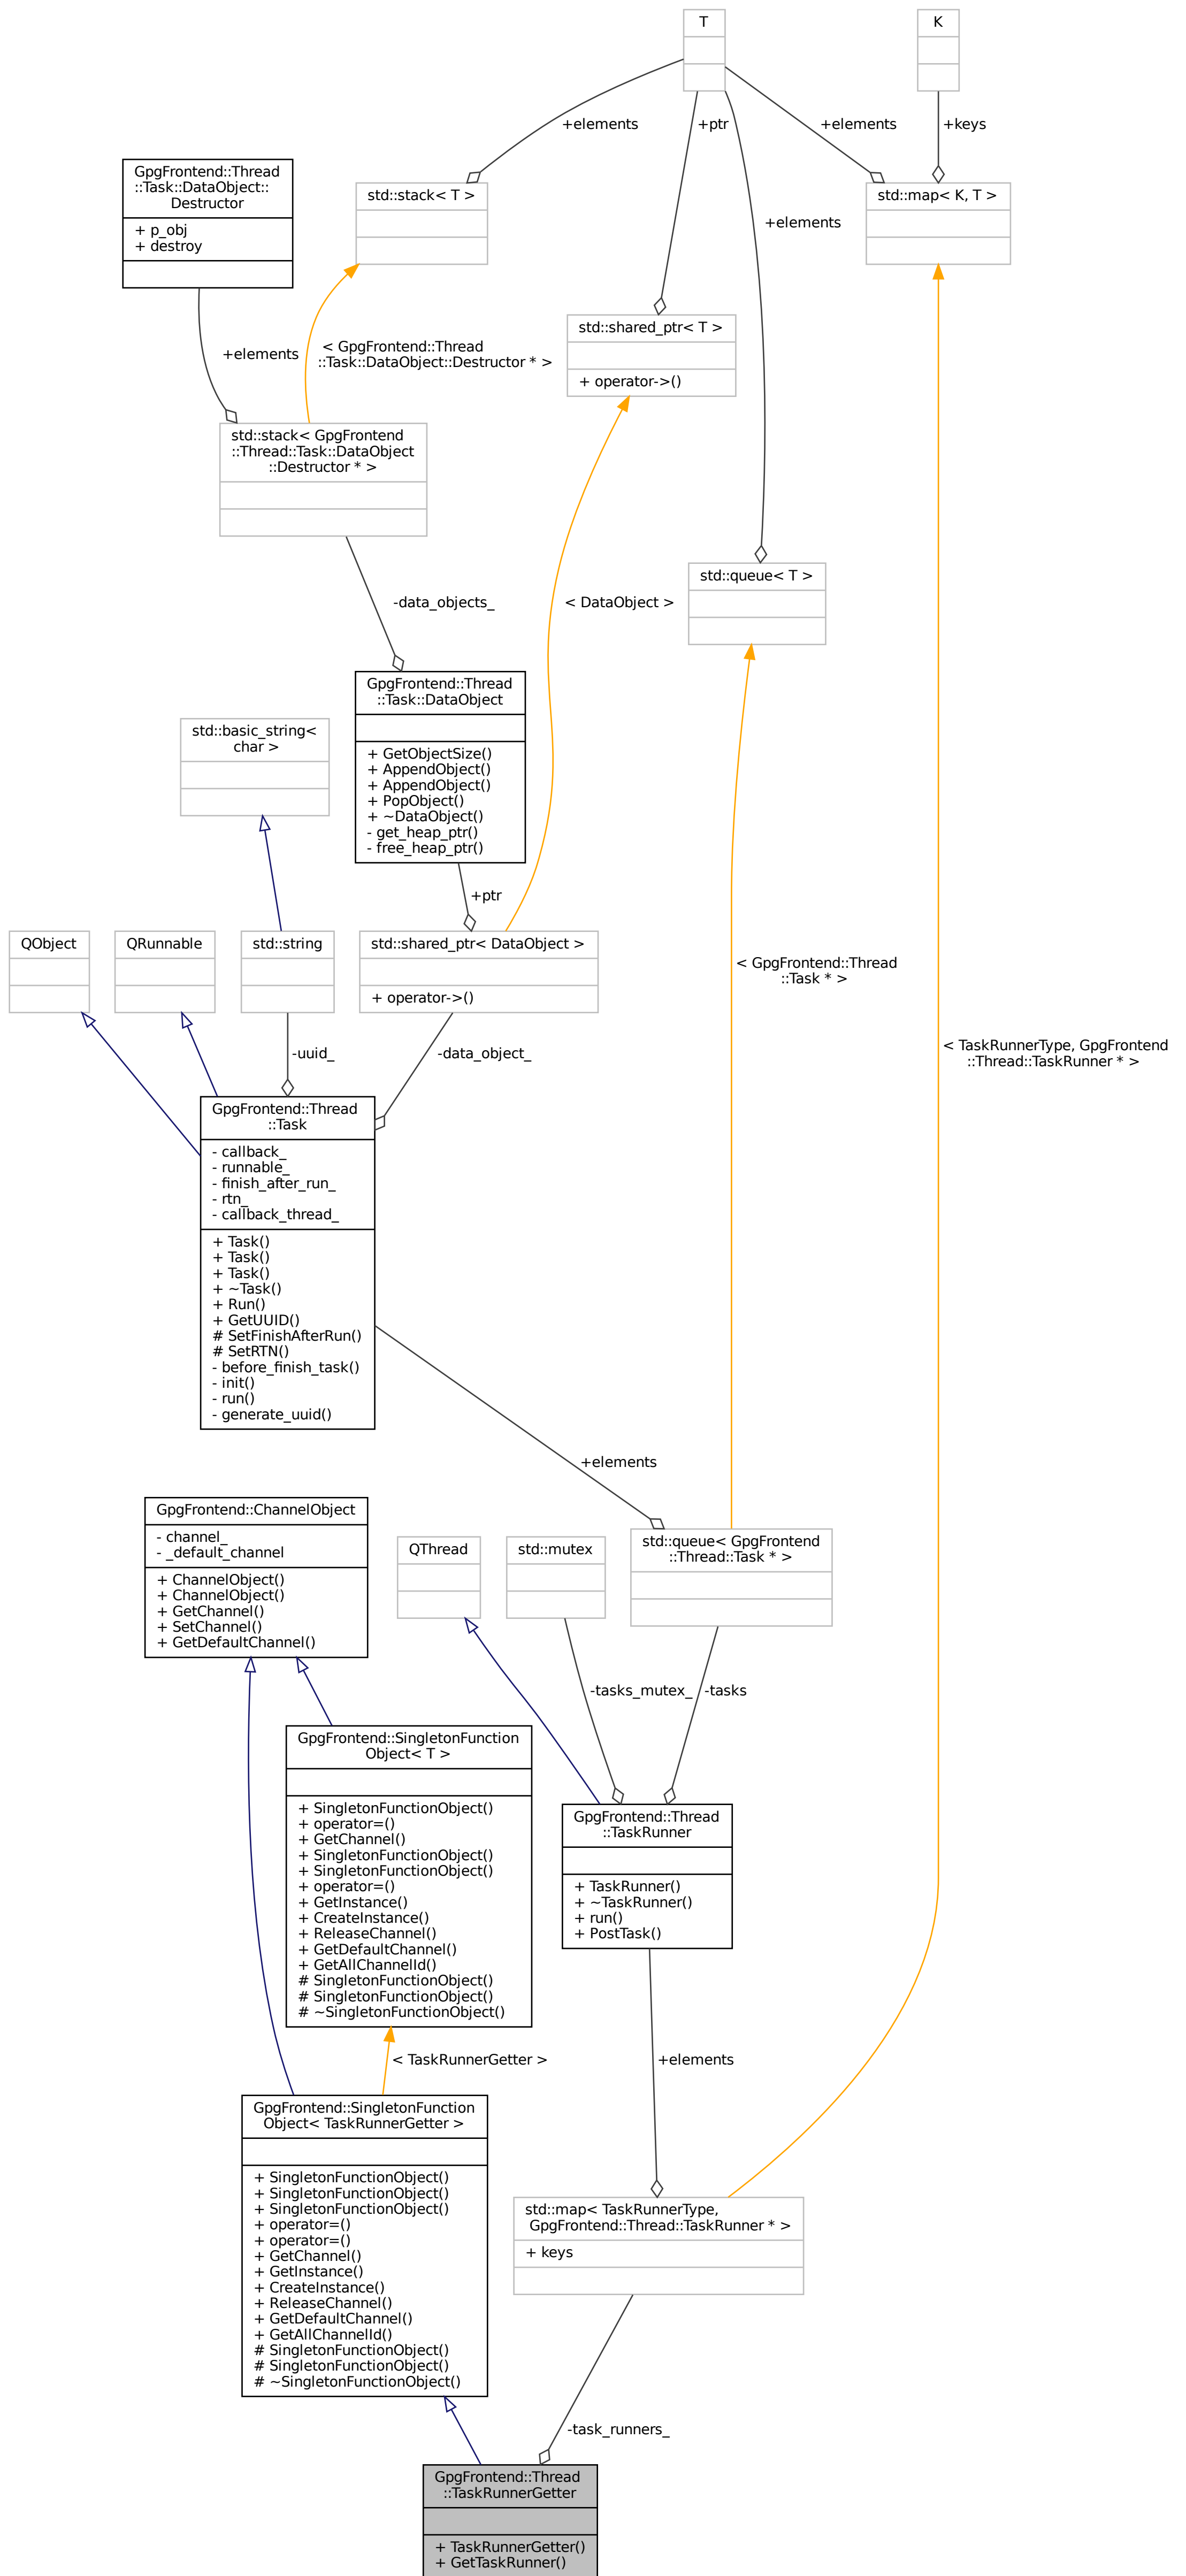 T
K
+elements
+ptr
+elements
+keys
GpgFrontend::Thread
::Task::DataObject::
Destructor
+ p_obj
+ destroy
std::stack< T >
std::map< K, T >
+elements
std::shared_ptr< T >
+ operator->()
+elements
< GpgFrontend::Thread
::Task::DataObject::Destructor * >
std::stack< GpgFrontend
::Thread::Task::DataObject
::Destructor * >
std::queue< T >
-data_objects_
< DataObject >
GpgFrontend::Thread
::Task::DataObject
+ GetObjectSize()
+ AppendObject()
+ AppendObject()
+ PopObject()
+ ~DataObject()
- get_heap_ptr()
- free_heap_ptr()
std::basic_string<
char >
+ptr
QObject
QRunnable
std::string
std::shared_ptr< DataObject >
+ operator->()
< GpgFrontend::Thread
::Task * >
-uuid_
-data_object_
< TaskRunnerType, GpgFrontend
::Thread::TaskRunner * >
GpgFrontend::Thread
::Task
- callback_
- runnable_
- finish_after_run_
- rtn_
- callback_thread_
+ Task()
+ Task()
+ Task()
+ ~Task()
+ Run()
+ GetUUID()
# SetFinishAfterRun()
# SetRTN()
- before_finish_task()
- init()
- run()
- generate_uuid()
+elements
GpgFrontend::ChannelObject
- channel_
- _default_channel
+ ChannelObject()
+ ChannelObject()
+ GetChannel()
+ SetChannel()
+ GetDefaultChannel()
QThread
std::mutex
std::queue< GpgFrontend
::Thread::Task * >
-tasks_mutex_
-tasks
GpgFrontend::SingletonFunction
Object< T >
+ SingletonFunctionObject()
+ operator=()
+ GetChannel()
+ SingletonFunctionObject()
+ SingletonFunctionObject()
+ operator=()
+ GetInstance()
+ CreateInstance()
+ ReleaseChannel()
+ GetDefaultChannel()
+ GetAllChannelId()
# SingletonFunctionObject()
# SingletonFunctionObject()
# ~SingletonFunctionObject()
GpgFrontend::Thread
::TaskRunner
+ TaskRunner()
+ ~TaskRunner()
+ run()
+ PostTask()
< TaskRunnerGetter >
+elements
GpgFrontend::SingletonFunction
Object< TaskRunnerGetter >
+ SingletonFunctionObject()
+ SingletonFunctionObject()
+ SingletonFunctionObject()
+ operator=()
+ operator=()
+ GetChannel()
+ GetInstance()
+ CreateInstance()
+ ReleaseChannel()
+ GetDefaultChannel()
+ GetAllChannelId()
# SingletonFunctionObject()
# SingletonFunctionObject()
# ~SingletonFunctionObject()
std::map< TaskRunnerType,
GpgFrontend::Thread::TaskRunner * >
+ keys
-task_runners_
GpgFrontend::Thread
::TaskRunnerGetter
+ TaskRunnerGetter()
+ GetTaskRunner()